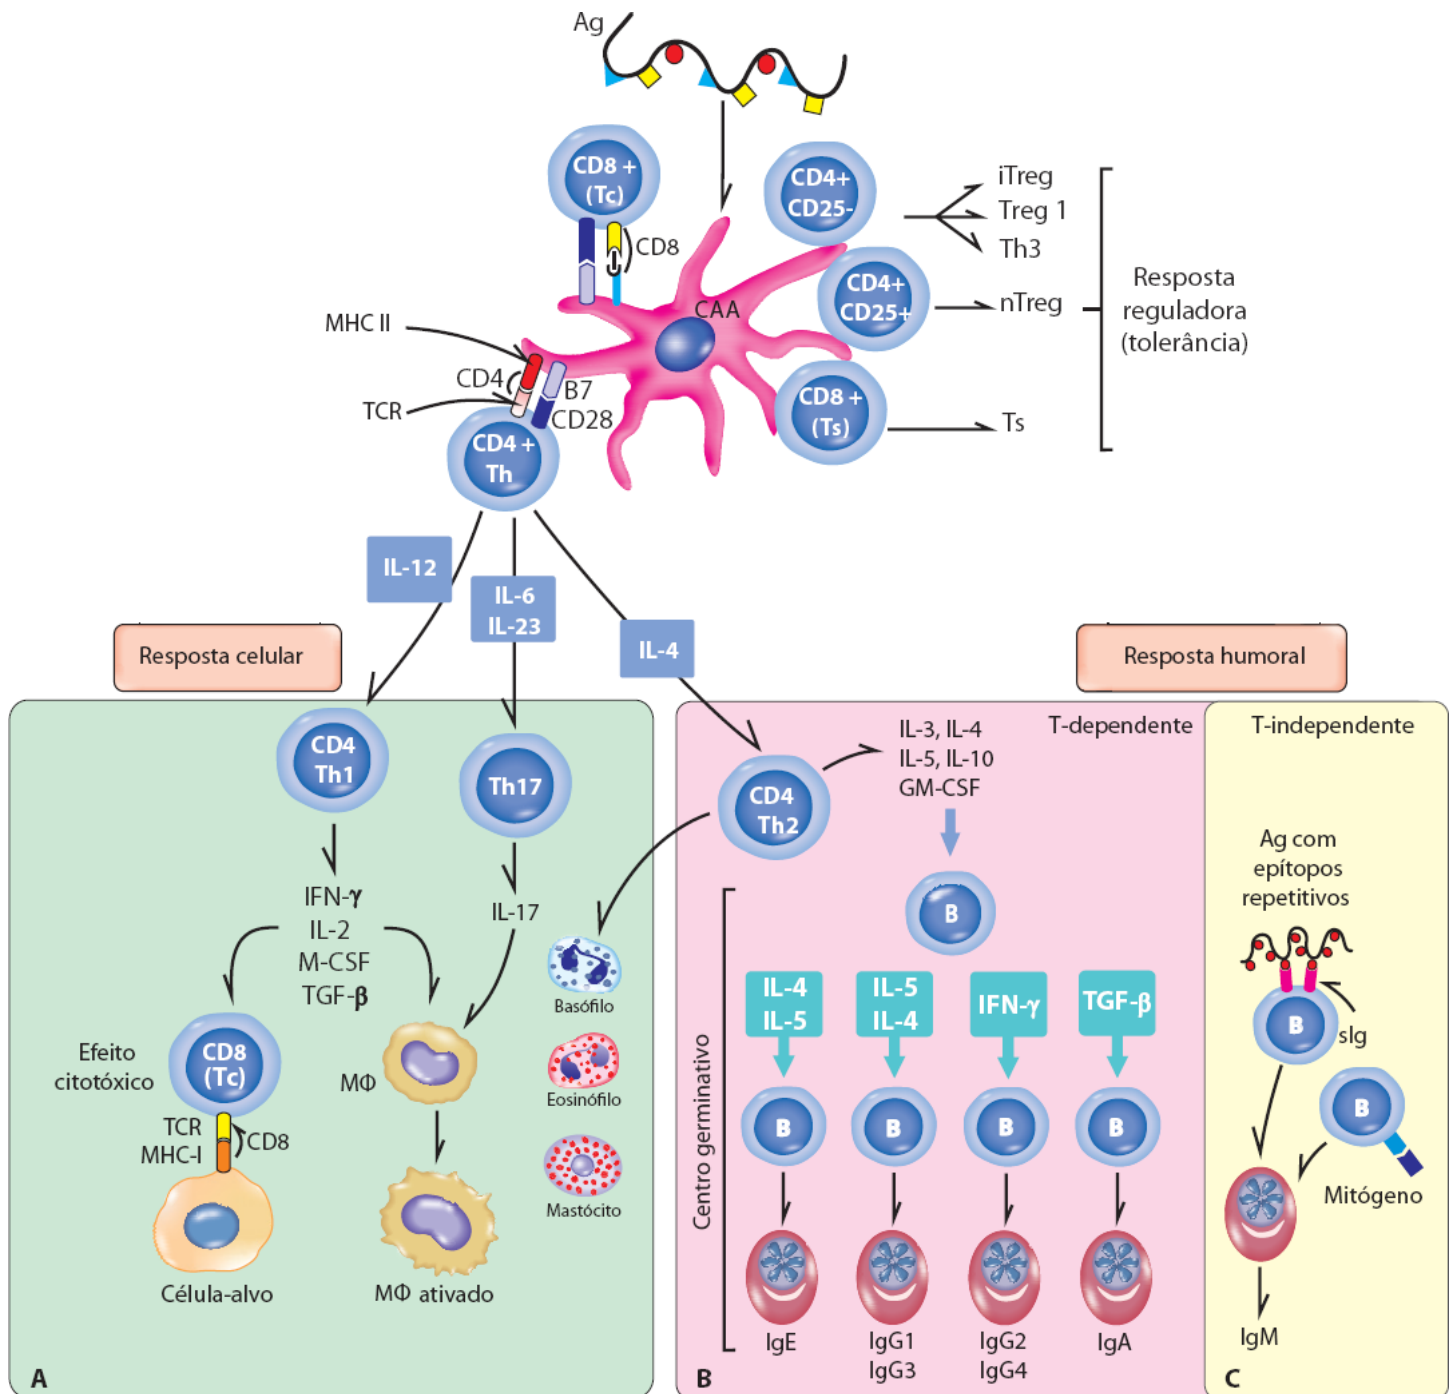 Ag
CD8 +
(Tc)
CD8
CD4+
CD25-
iTreg
Treg 1
Th3
CD4+
CD25+
nTreg
Resposta
reguladora
(tolerância)
CAA
MHC II
CD4
TCR
B7
CD28
CD4 +
Th
CD8 +
(Ts)
Ts
IL-12
IL-6
IL-23
IL-4
Resposta celular
Resposta humoral
CD4
Th1
Th17
IFN-γ
IL-2
M-CSF
TGF-β
IL-17
Efeito
citotóxico
CD8
(Tc)
TCR
MHC-I
CD8
Célula-alvo
MΦ
MΦ ativado
Basófilo
Eosinófilo
Mastócito
A
T-dependente
CD4
Th2
IL-3, IL-4
IL-5, IL-10
GM-CSF
B
Centro germinativo
IL-4
IL-5
IL-5
IL-4
IFN-γ
TGF-β
B
B
B
B
IgE
IgG1
IgG3
IgG2
IgG4
IgA
B
T-independente
Ag com
epítopos
repetitivos
B
sIg
B
Mitógeno
IgM
C